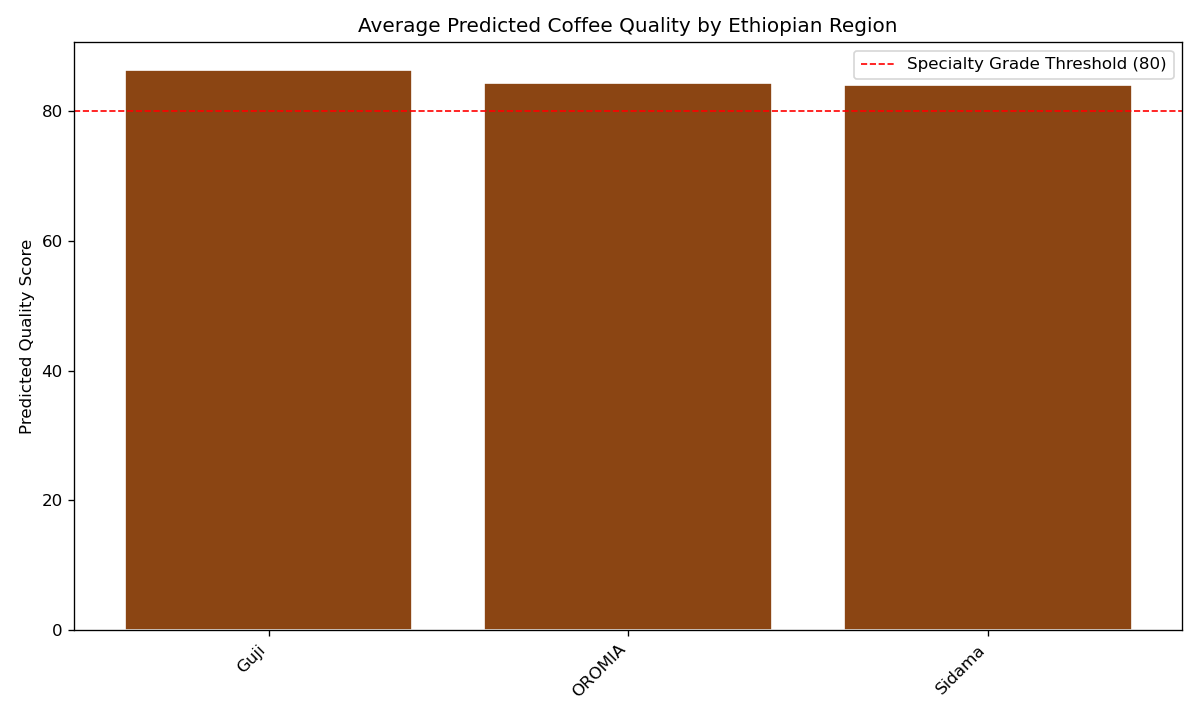 Average Predicted Coffee Quality by Ethiopian Region
Specialty Grade Threshold (80)
Predicted Quality Score
80
60
40
20
0
Guji
OROMIA
Sidama